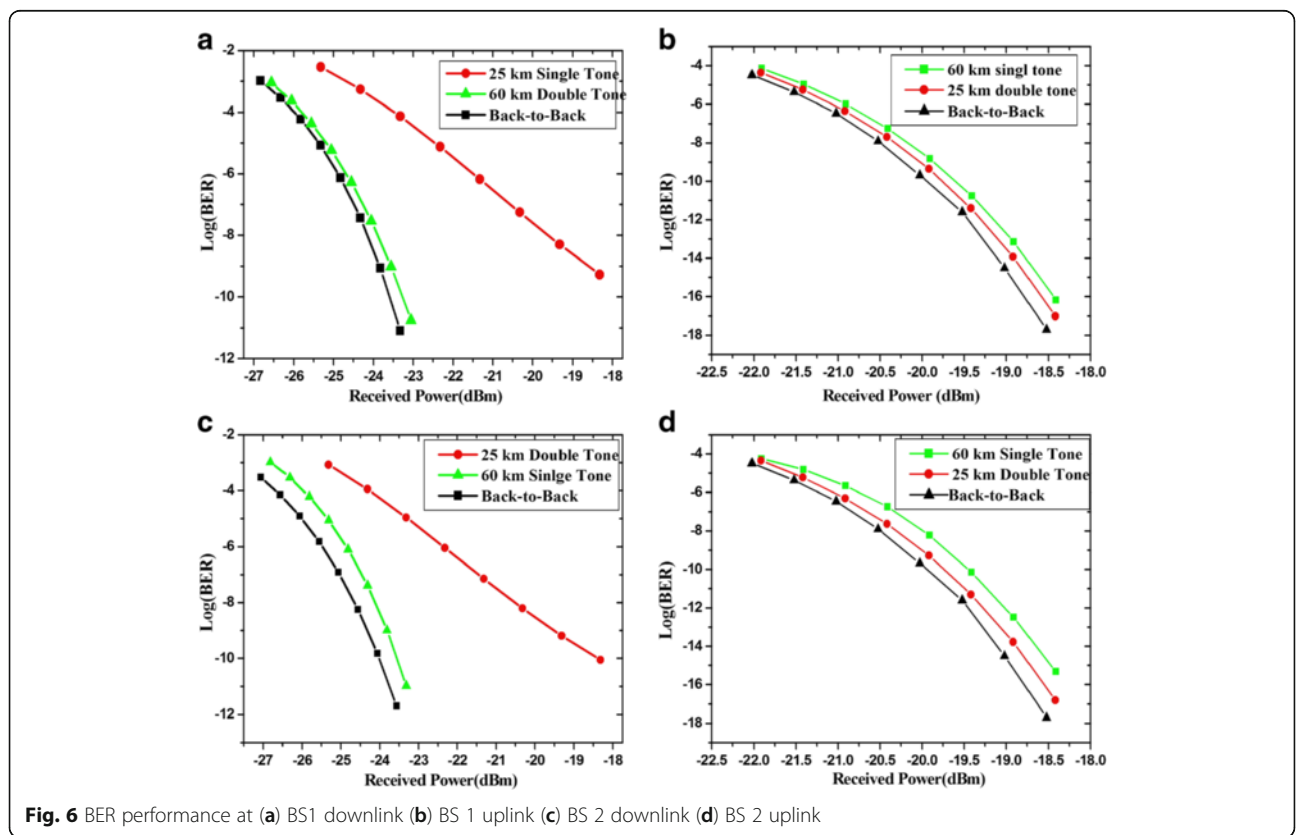 a
-2
-4
-6
-8
-10
-12
Log(BER)
25 km Single Tone
60 km Double Tone
Back-to-Back
-27 -26 -25 -24 -23 -22 -21 -20 -19 -18
Received Power(dBm)
b
-4
-6
-8
-10
-12
-14
-16
-18
Log(BER)
60 km singl tone
25 km double tone
Back-to-Back
-22.5 -22.0 -21.5 -21.0 -20.5 -20.0 -19.5 -19.0 -18.5 -18.0
Received Power (dBm)
c
-2
-4
-6
-8
-10
-12
Log(BER)
25 km Double Tone
60 km Sinlge Tone
Back-to-Back
-27 -26 -25 -24 -23 -22 -21 -20 -19 -18
Received Power(dBm)
d
-4
-6
-8
-10
-12
-14
-16
-18
Log(BER)
60 km Single Tone
25 km Double Tone
Back-to-Back
-22.5 -22.0 -21.5 -21.0 -20.5 -20.0 -19.5 -19.0 -18.5 -18.0
Received Power(dBm)
Fig. 6 BER performance at (a) BS1 downlink (b) BS 1 uplink (c) BS 2 downlink (d) BS 2 uplink